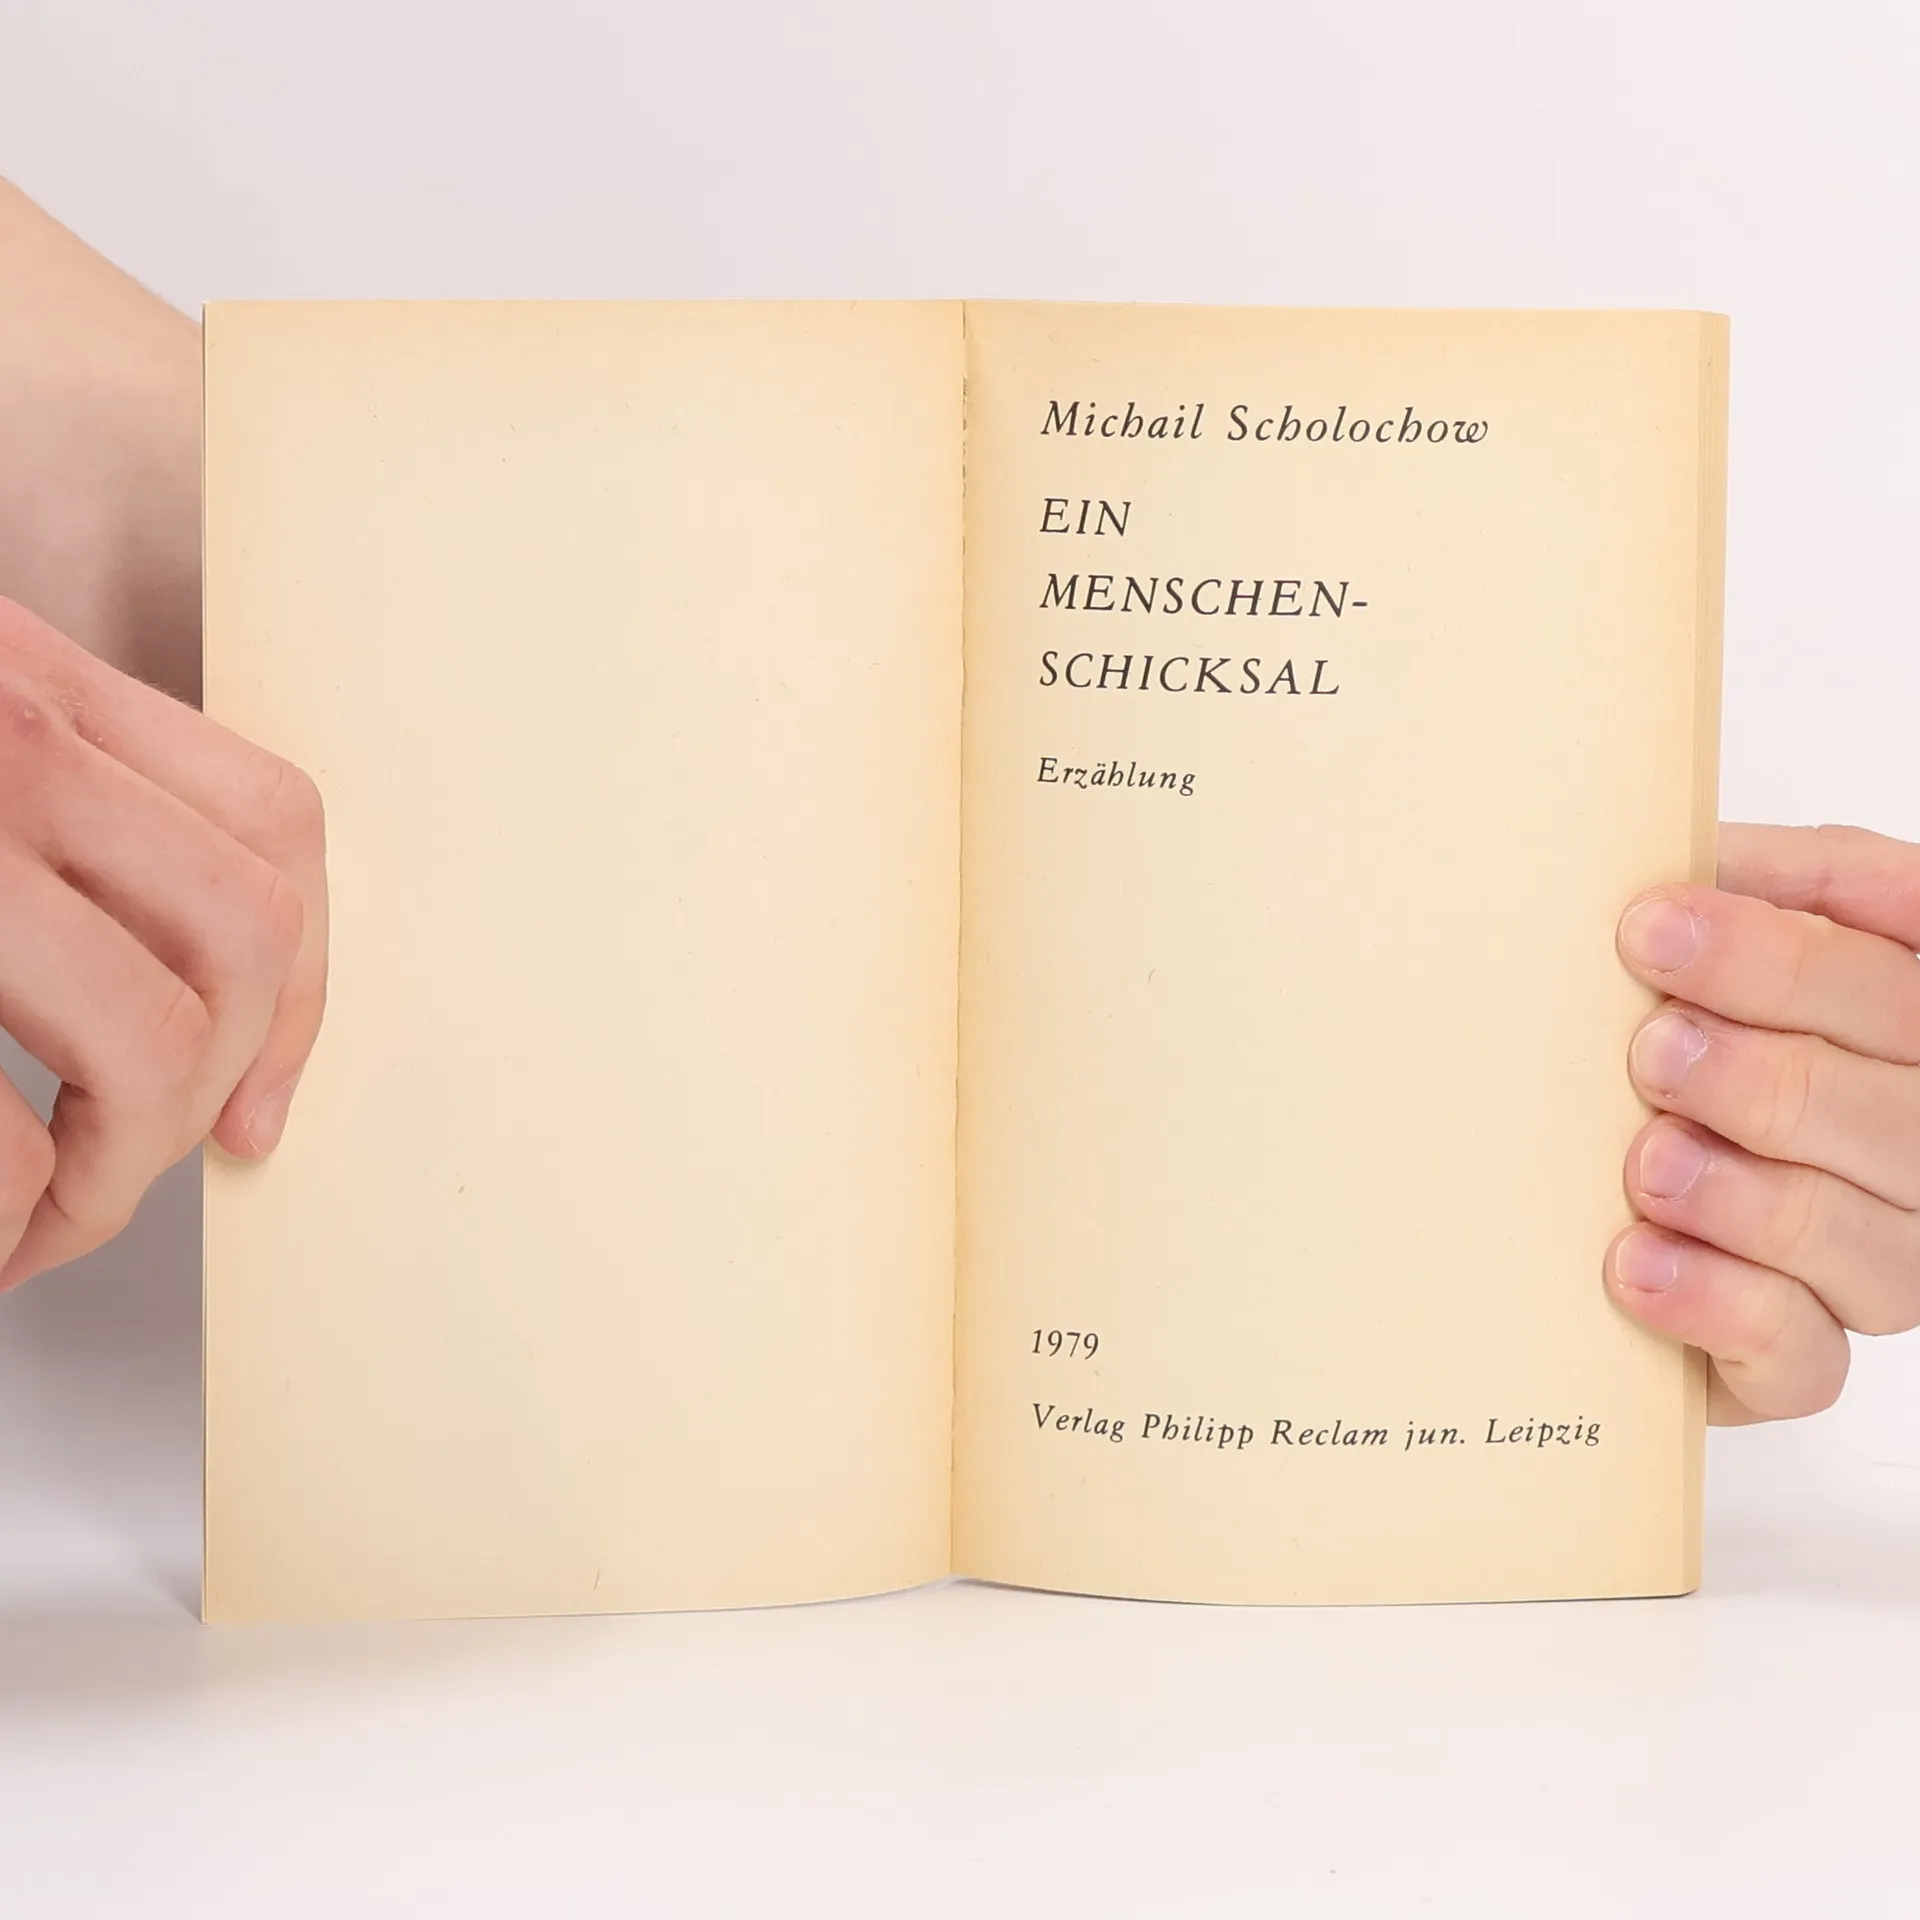 Michail Scholochow
EIN
MENSCHEN-
SCHICKSAL
Erzählung
1979
Verlag Philipp Reclam jun. Leipzig